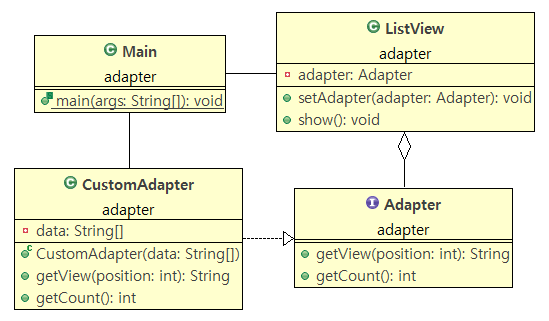 Main
adapter
main(args: String[]): void
ListView
adapter
adapter: Adapter
setAdapter(adapter: Adapter): void
show(): void
CustomAdapter
adapter
data: String[]
CustomAdapter(data: String[])
getView(position: int): String
getCount(): int
Adapter
adapter
getView(position: int): String
getCount(): int